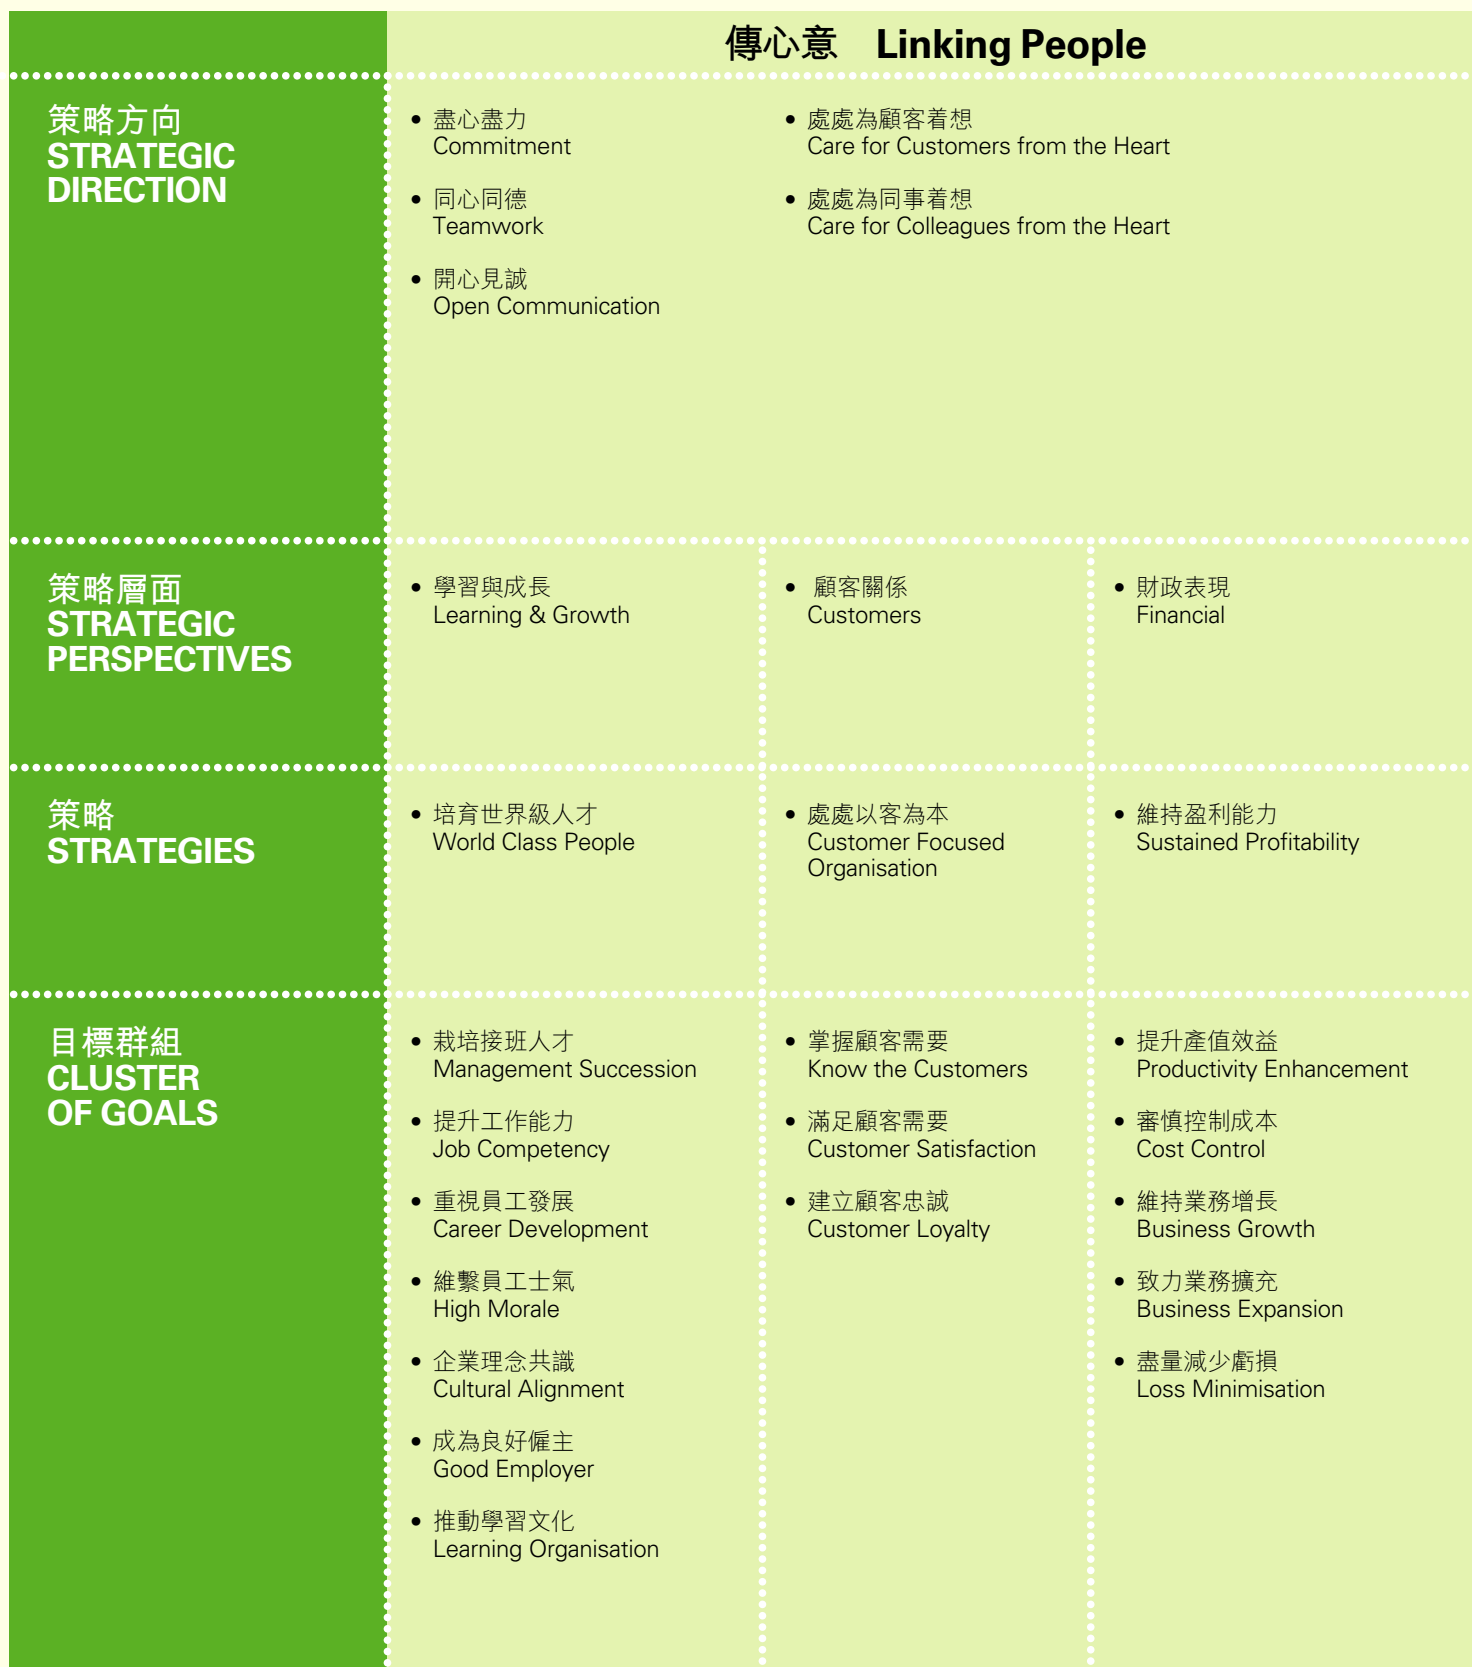 傳心意 Linking People
策略方向
STRATEGIC
DIRECTION
• 盡心盡力
Commitment
• 同心同德
Teamwork
• 開心見誠
Open Communication
• 處處為顧客着想
Care for Customers from the Heart
• 處處為同事着想
Care for Colleagues from the Heart
策略層面
STRATEGIC
PERSPECTIVES
• 學習與成長
Learning & Growth
• 顧客關係
Customers
• 財政表現
Financial
策略
STRATEGIES
• 培育世界級人才
World Class People
• 處處以客為本
Customer Focused
Organisation
• 維持盈利能力
Sustained Profitability
目標群組
CLUSTER
OF GOALS
• 栽培接班人才
Management Succession
• 提升工作能力
Job Competency
• 重視員工發展
Career Development
• 維繫員工士氣
High Morale
• 企業理念共識
Cultural Alignment
• 成為良好僱主
Good Employer
• 推動學習文化
Learning Organisation
• 掌握顧客需要
Know the Customers
• 滿足顧客需要
Customer Satisfaction
• 建立顧客忠誠
Customer Loyalty
• 提升產值效益
Productivity Enhancement
• 審慎控制成本
Cost Control
• 維持業務增長
Business Growth
• 致力業務擴充
Business Expansion
• 盡量減少虧損
Loss Minimisation